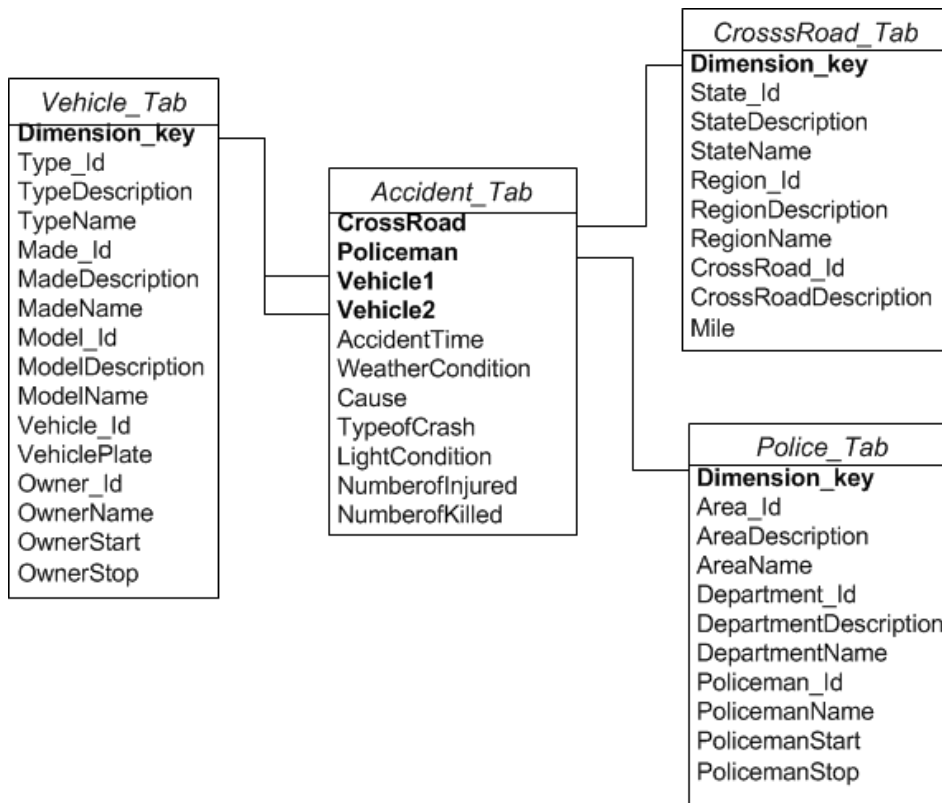 Vehicle_Tab
Dimension_key
Type_Id
TypeDescription
TypeName
Made_Id
MadeDescription
MadeName
Model_Id
ModelDescription
ModelName
Vehicle_Id
VehiclePlate
Owner_Id
OwnerName
OwnerStart
OwnerStop
Accident_Tab
CrossRoad
Policeman
Vehicle1
Vehicle2
AccidentTime
WeatherCondition
Cause
TypeofCrash
LightCondition
NumberofInjured
NumberofKilled
CrosssRoad_Tab
Dimension_key
State_Id
StateDescription
StateName
Region_Id
RegionDescription
RegionName
CrossRoad_Id
CrossRoadDescription
Mile
Police_Tab
Dimension_key
Area_Id
AreaDescription
AreaName
Department_Id
DepartmentDescription
DepartmentName
Policeman_Id
PolicemanName
PolicemanStart
PolicemanStop